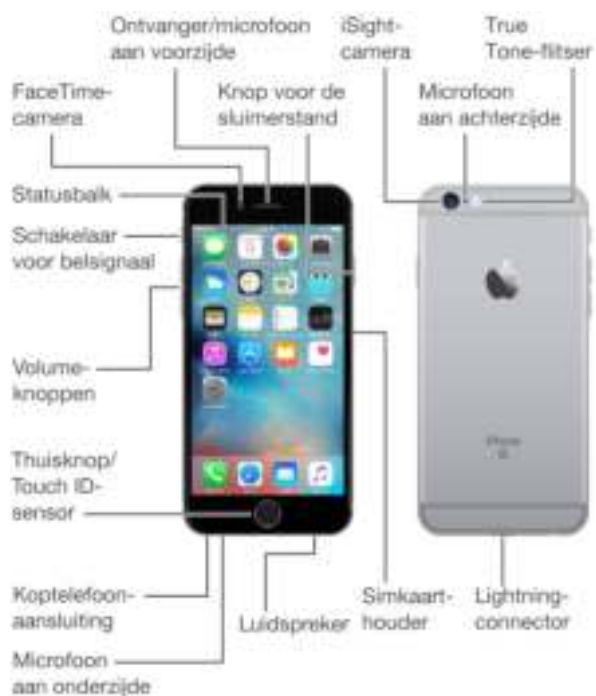 Ontvanger/microfoon
aan voorzijde
iSight-
camera
True
Tone-flitser
FaceTime-
camera
Knop voor de
sluimerstand
Microfoon
aan achterzijde
Statusbalk
Schakelaar
voor belsignaal
Volume-
knoppen
iPhone
Thuisknop/
Touch ID-
sensor
Koptelefoon-
aansluiting
Luidspreker
Simkaart-
houder
Lightning-
connector
Microfoon
aan onderzijde